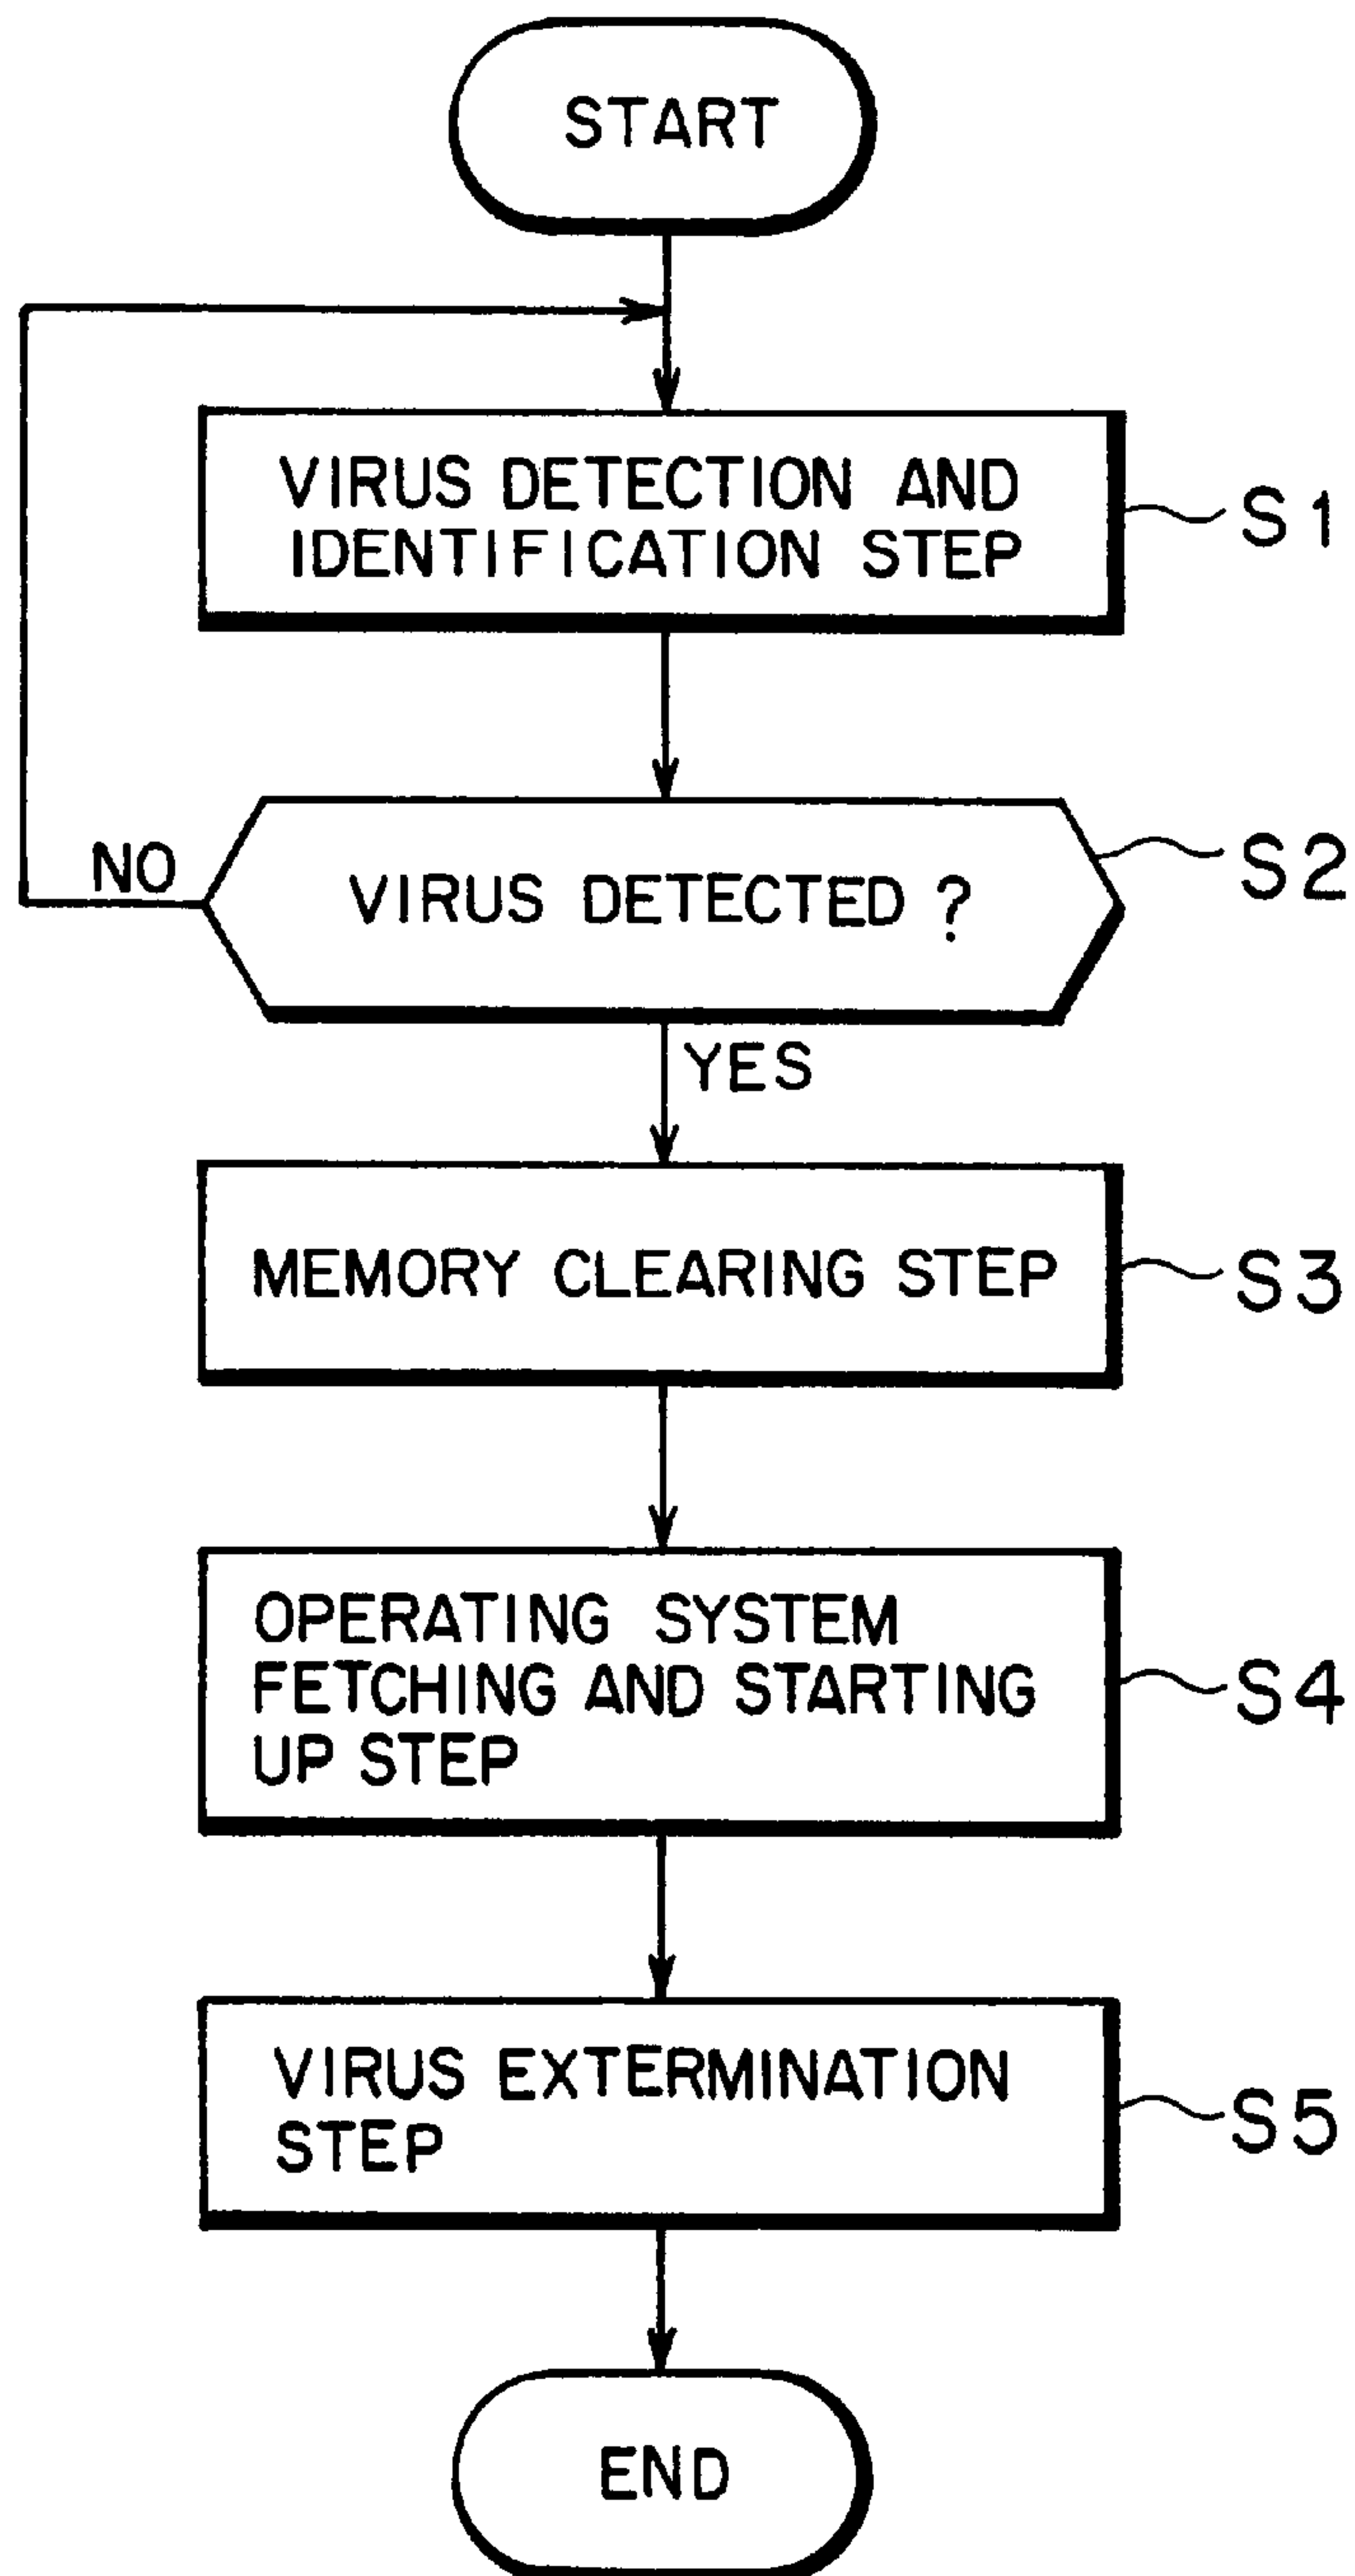 START
VIRUS DETECTION AND
IDENTIFICATION STEP
S1
NO
VIRUS DETECTED ?
S2
YES
MEMORY CLEARING STEP
S3
OPERATING SYSTEM
FETCHING AND STARTING
UP STEP
S4
VIRUS EXTERMINATION
STEP
S5
END